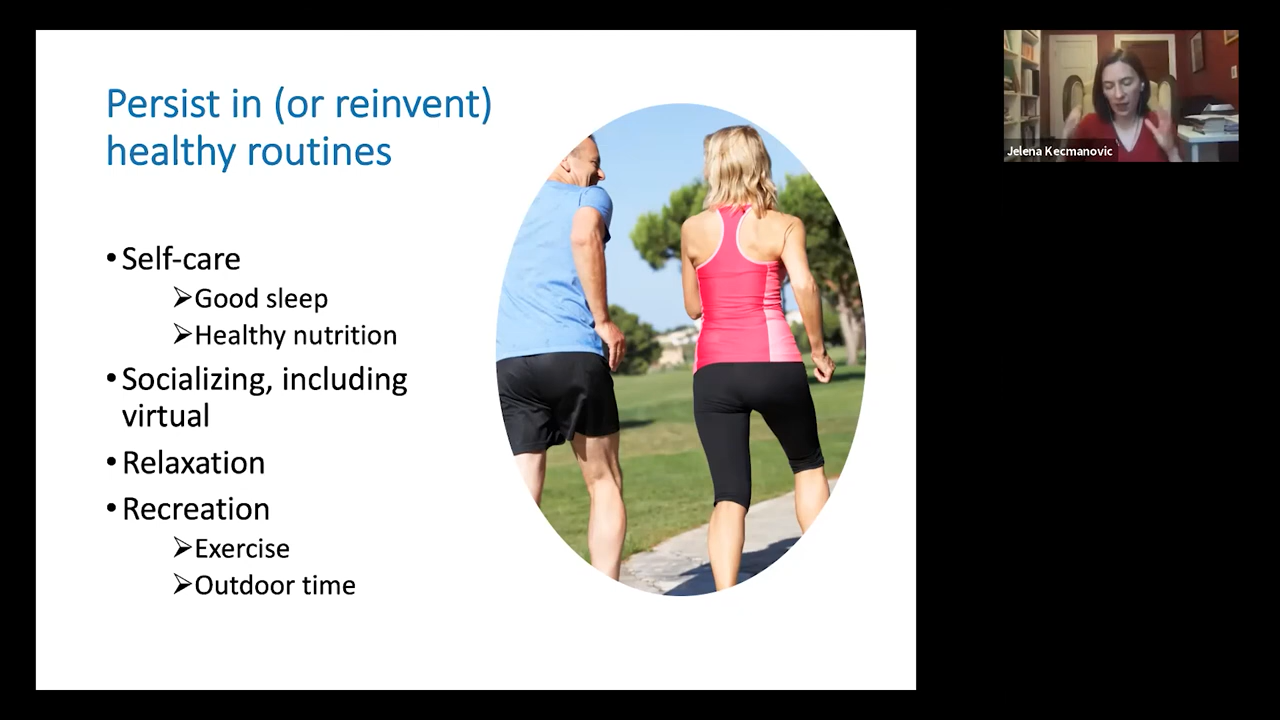 Persist in (or reinvent)
healthy routines
•Self-care
➢Good sleep
➢Healthy nutrition
•Socializing, including
virtual
•Relaxation
•Recreation
➢Exercise
➢Outdoor time
Jelena Kecmanovic